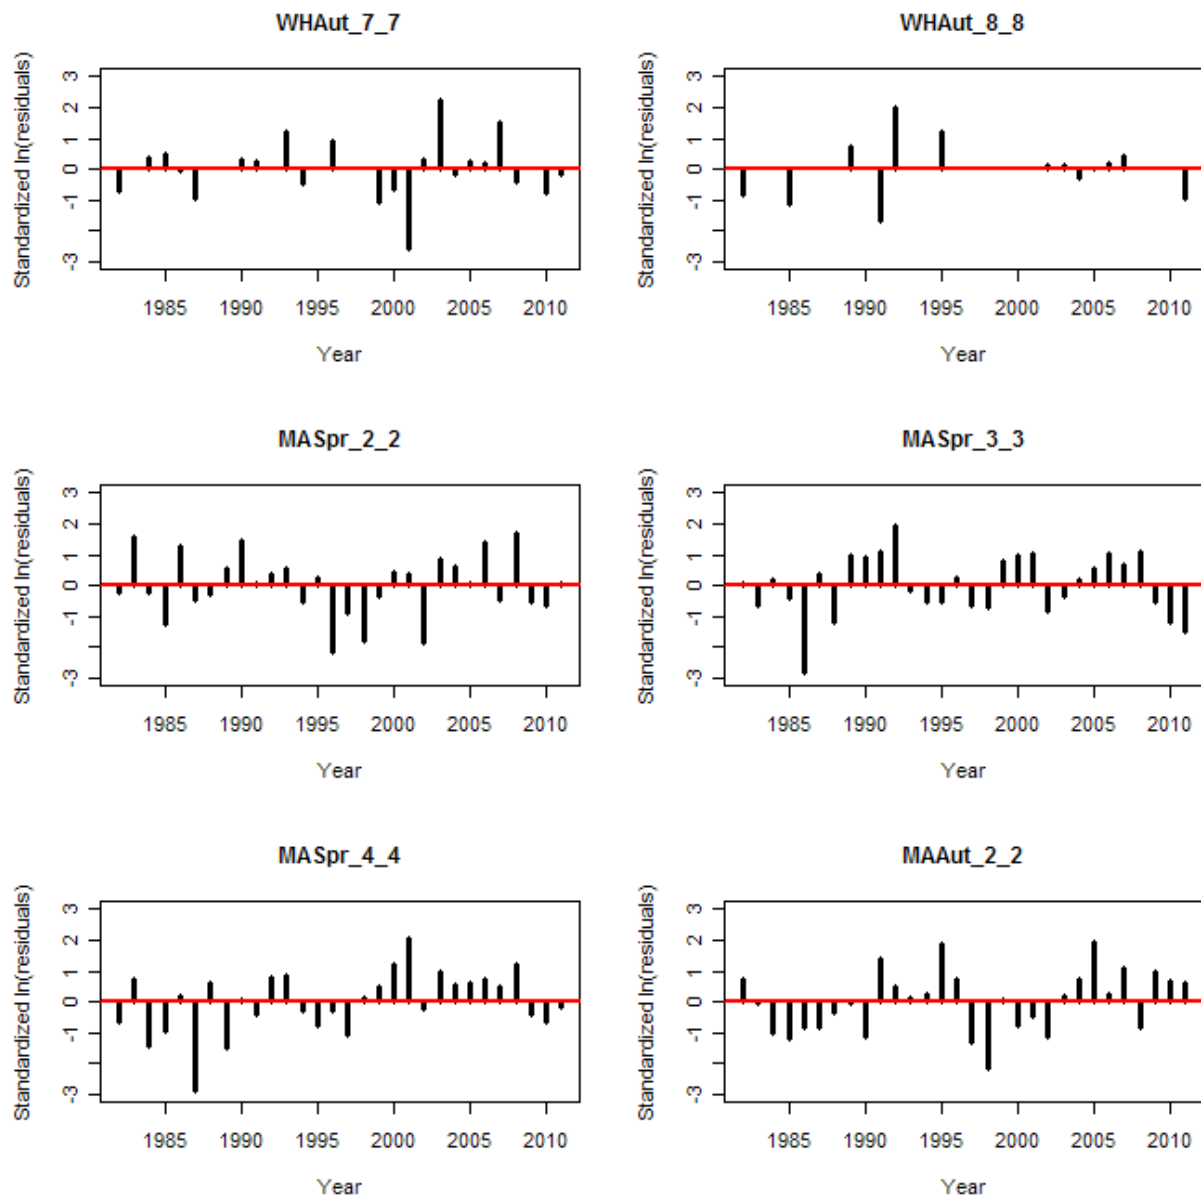 WHAut_7_7
Standardized ln(residuals)
3
2
1
0
-1
-3
1985 1990 1995 2000 2005 2010
Year
WHAut_8_8
Standardized ln(residuals)
3
2
1
0
-1
-3
1985 1990 1995 2000 2005 2010
Year
MASpr_2_2
Standardized ln(residuals)
3
2
1
0
-1
-3
1985 1990 1995 2000 2005 2010
Year
MASpr_3_3
Standardized ln(residuals)
3
2
1
0
-1
-3
1985 1990 1995 2000 2005 2010
Year
MASpr_4_4
Standardized ln(residuals)
3
2
1
0
-1
-3
1985 1990 1995 2000 2005 2010
Year
MAAut_2_2
Standardized ln(residuals)
3
2
1
0
-1
-3
1985 1990 1995 2000 2005 2010
Year